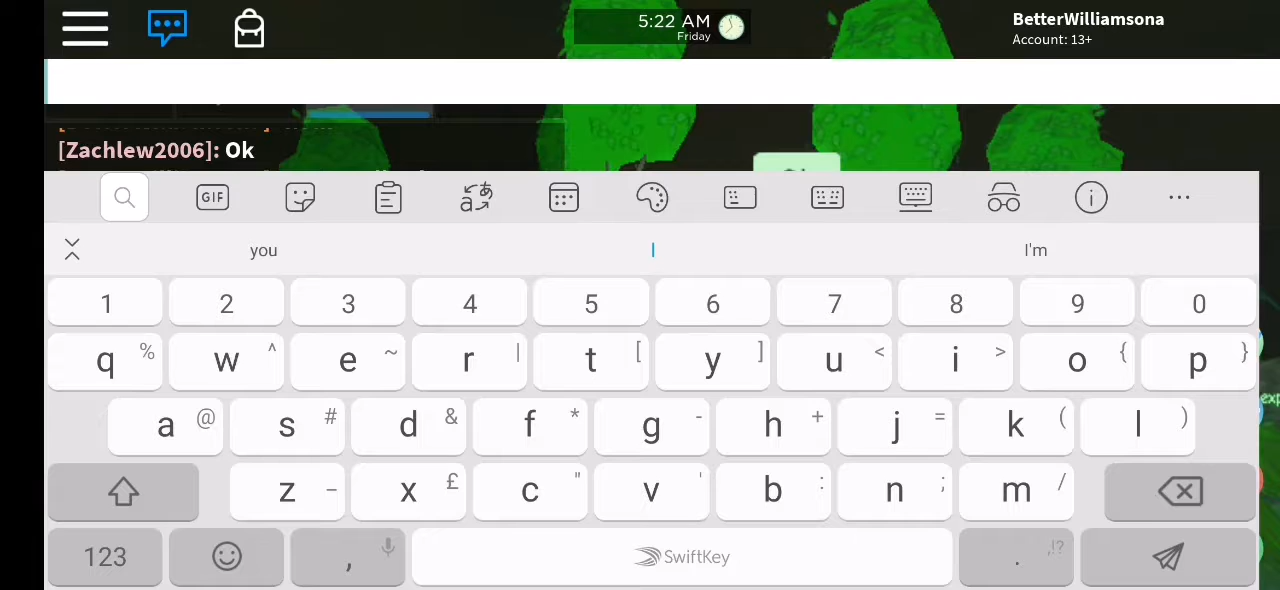 5:22 AM
Friday
BetterWilliamsona
Account: 13+
[Zachlew2006]: Ok
GIF
you
I
I'm
1 2 3 4 5 6 7 8 9 0
q % w ^ e ~ r | t [ y ] u < i > o { p }
a @ s # d & f * g - h + j = k ( l )
z _ x £ c " v ' b : n ; m /
123 , SwiftKey . ,!?
exp